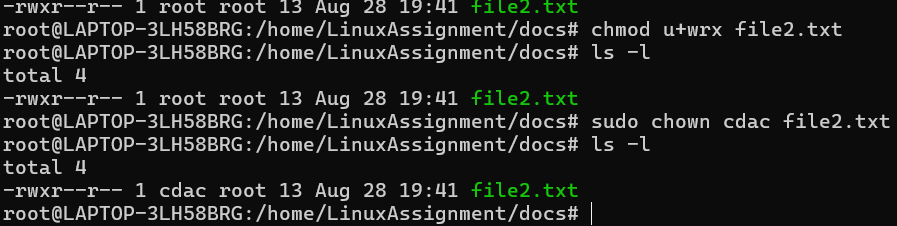 -rwxr--r-- 1 root root 13 Aug 28 19:41 file2.txt
root@LAPTOP-3LH58BRG:/home/LinuxAssignment/docs# chmod u+wrx file2.txt
root@LAPTOP-3LH58BRG:/home/LinuxAssignment/docs# ls -l
total 4
-rwxr--r-- 1 root root 13 Aug 28 19:41 file2.txt
root@LAPTOP-3LH58BRG:/home/LinuxAssignment/docs# sudo chown cdac file2.txt
root@LAPTOP-3LH58BRG:/home/LinuxAssignment/docs# ls -l
total 4
-rwxr--r-- 1 cdac root 13 Aug 28 19:41 file2.txt
root@LAPTOP-3LH58BRG:/home/LinuxAssignment/docs#